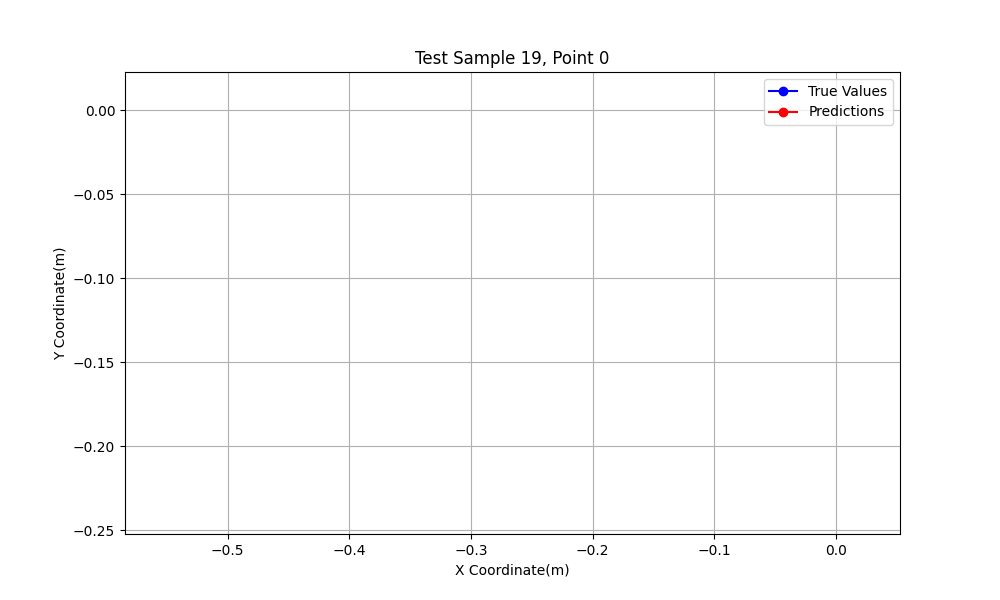 Test Sample 19, Point 0
True Values
Predictions
0.00
−0.05
−0.10
−0.15
−0.20
−0.25
Y Coordinate(m)
−0.5 −0.4 −0.3 −0.2 −0.1 0.0
X Coordinate(m)